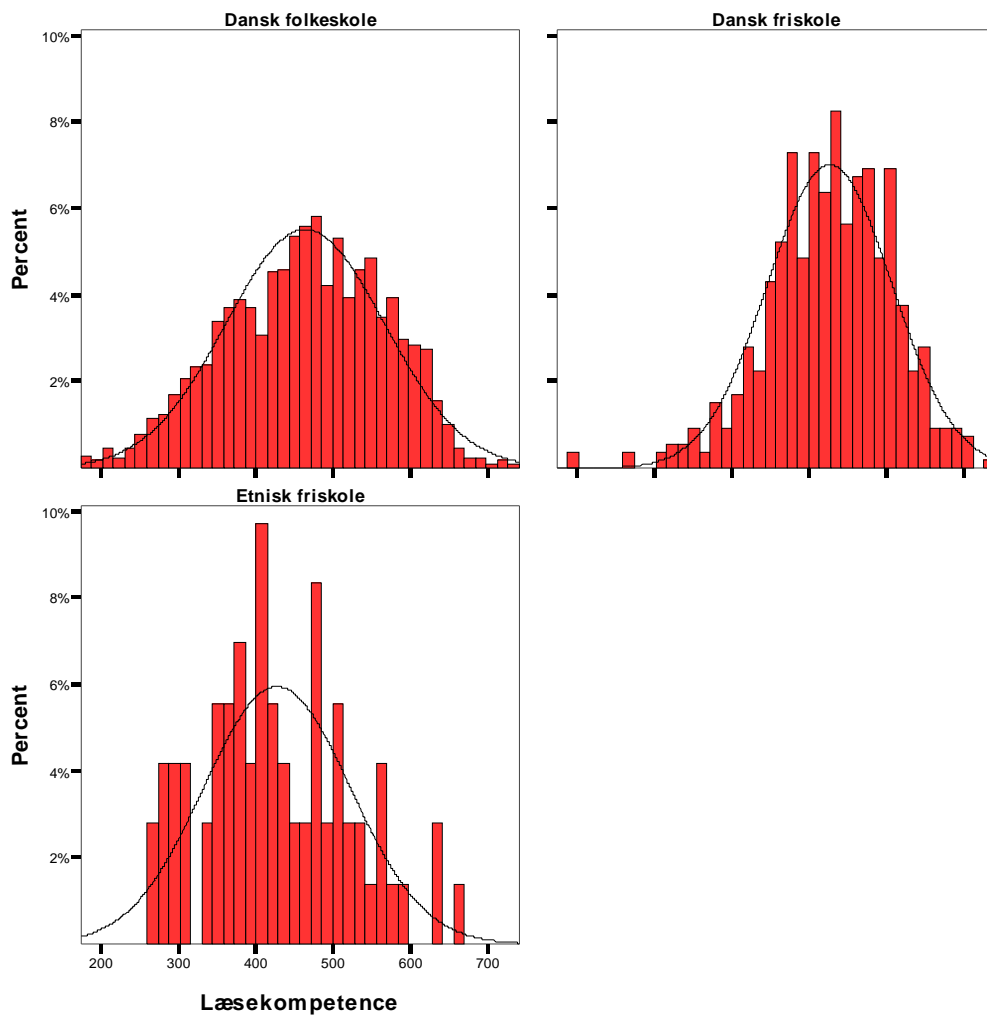 Dansk folkeskole
Dansk friskole
10%
8%
6%
4%
2%
Percent
Etnisk friskole
10%
8%
6%
4%
2%
Percent
200 300 400 500 600 700
Læsekompetence